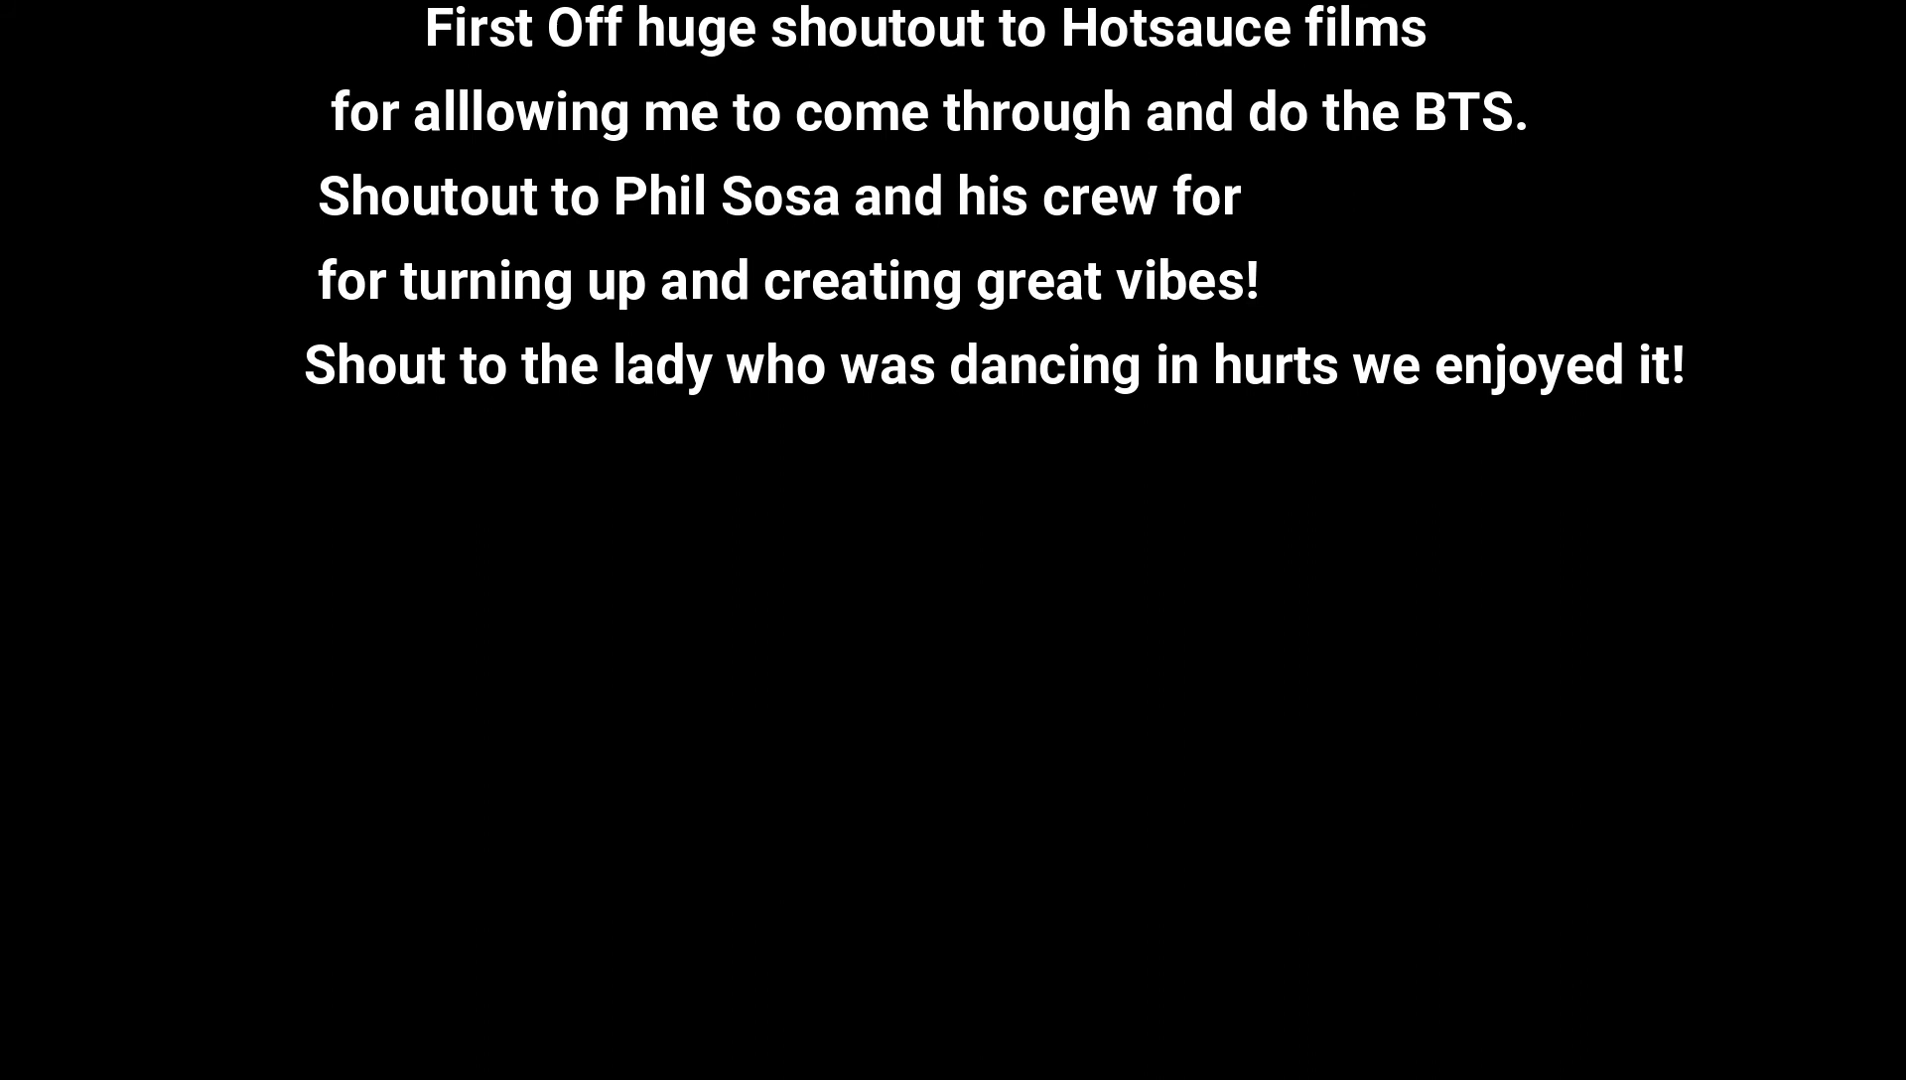 First Off huge shoutout to Hotsauce films
for alllowing me to come through and do the BTS.
Shoutout to Phil Sosa and his crew for
for turning up and creating great vibes!
Shout to the lady who was dancing in hurts we enjoyed it!